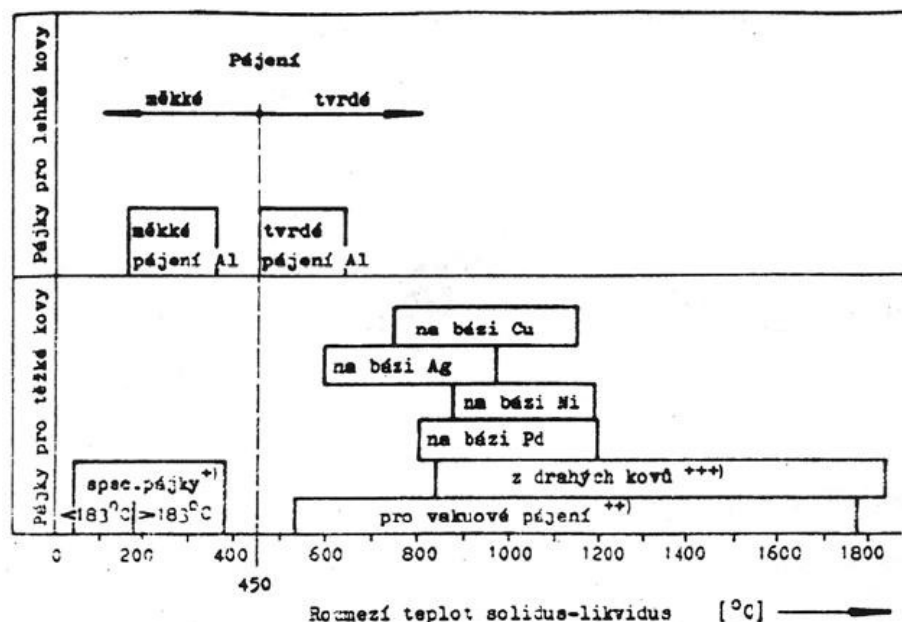 Pájky pro lehké kovy
Pájení
měkké
tvrdé
měkké
pájení Al
tvrdé
pájení Al
Pájky pro těžké kovy
na bázi Cu
na bázi Ag
na bázi Ni
na bázi Pd
z drahých kovů +++)
spec.pájky+)
<183°C >183°C
pro vakuové pájení ++)
0 200 400 600 800 1000 1200 1400 1600 1800
450
Rozmezí teplot solidus-likvidus [°C]